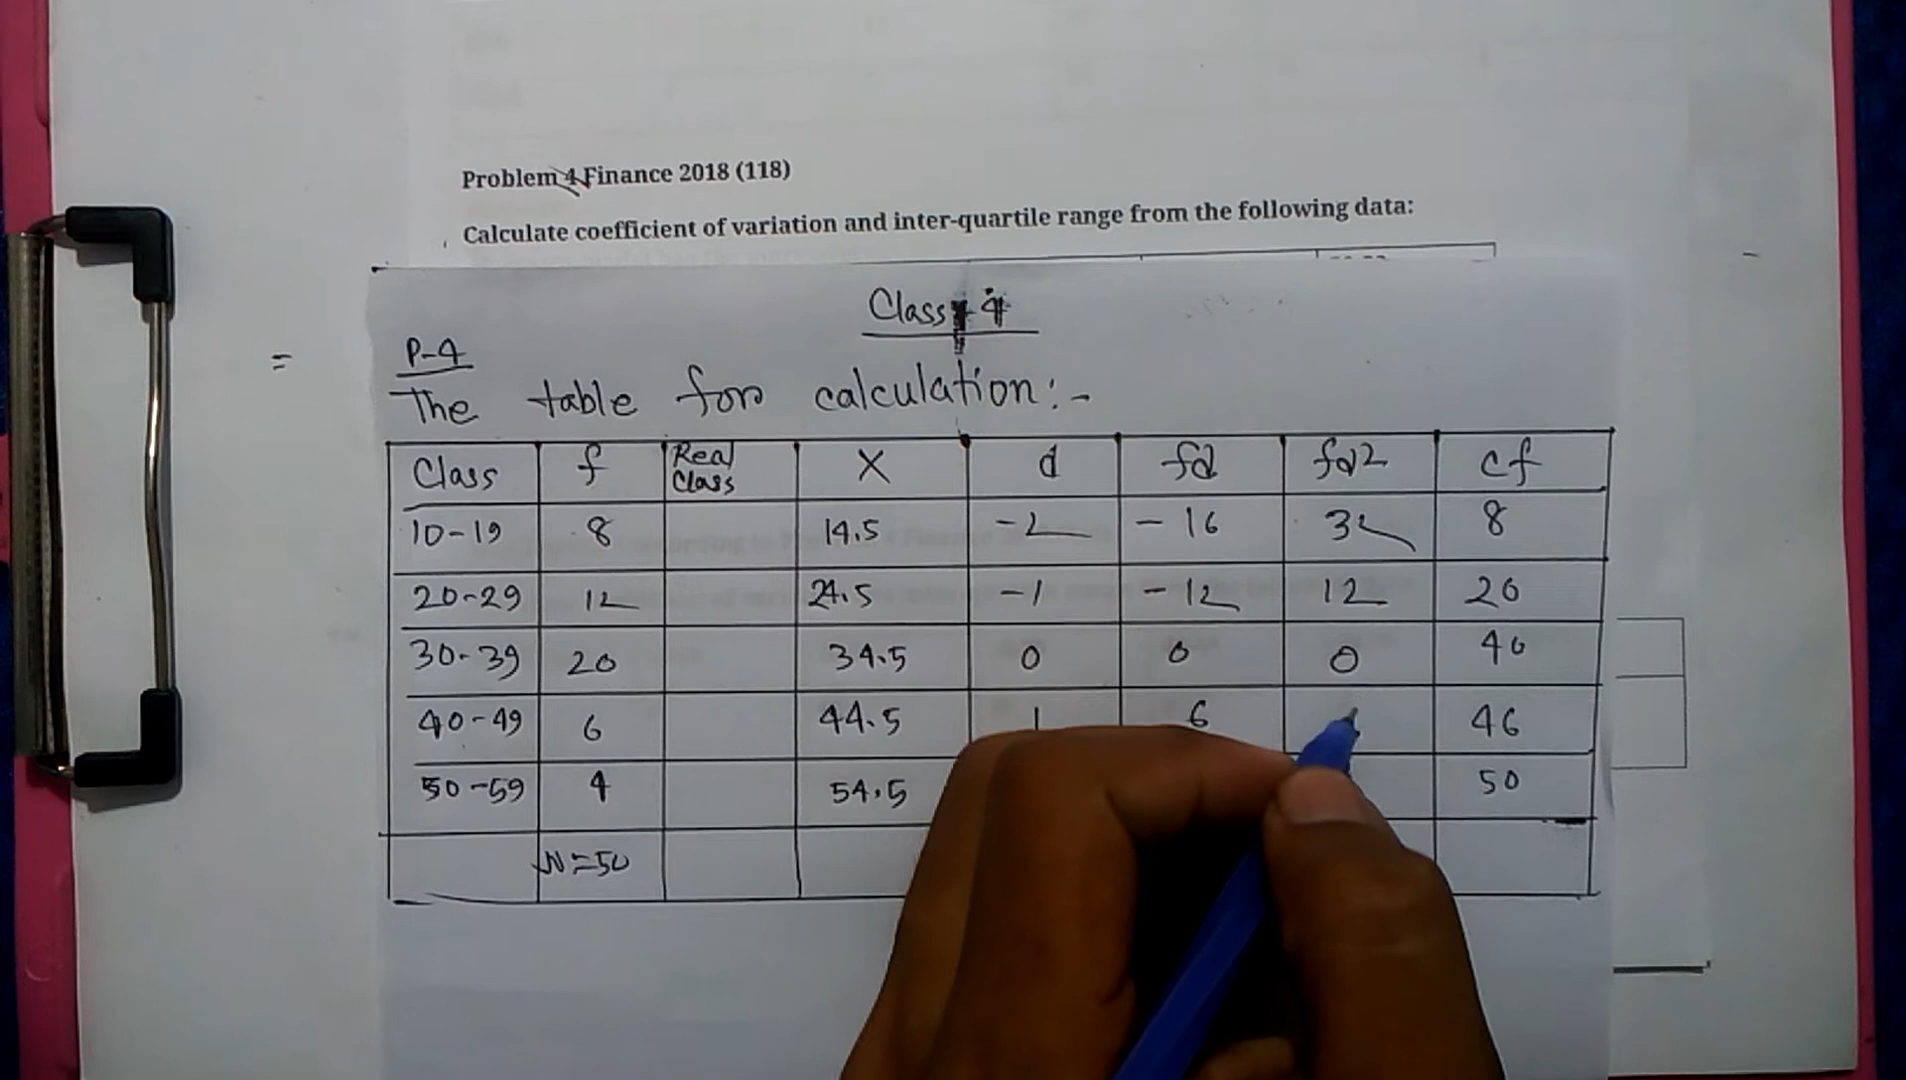 Problem 4 Finance 2018 (118)
Calculate coefficient of variation and inter-quartile range from the following data:
Class 4
P-4
The table for calculation:-
Class f Real Class X d fd fd2 cf
10-19 8 14.5 -2 -16 32 8
20-29 12 24.5 -1 -12 12 20
30-39 20 34.5 0 0 0 40
40-49 6 44.5 1 6 46
50-59 4 54.5 50
N=50